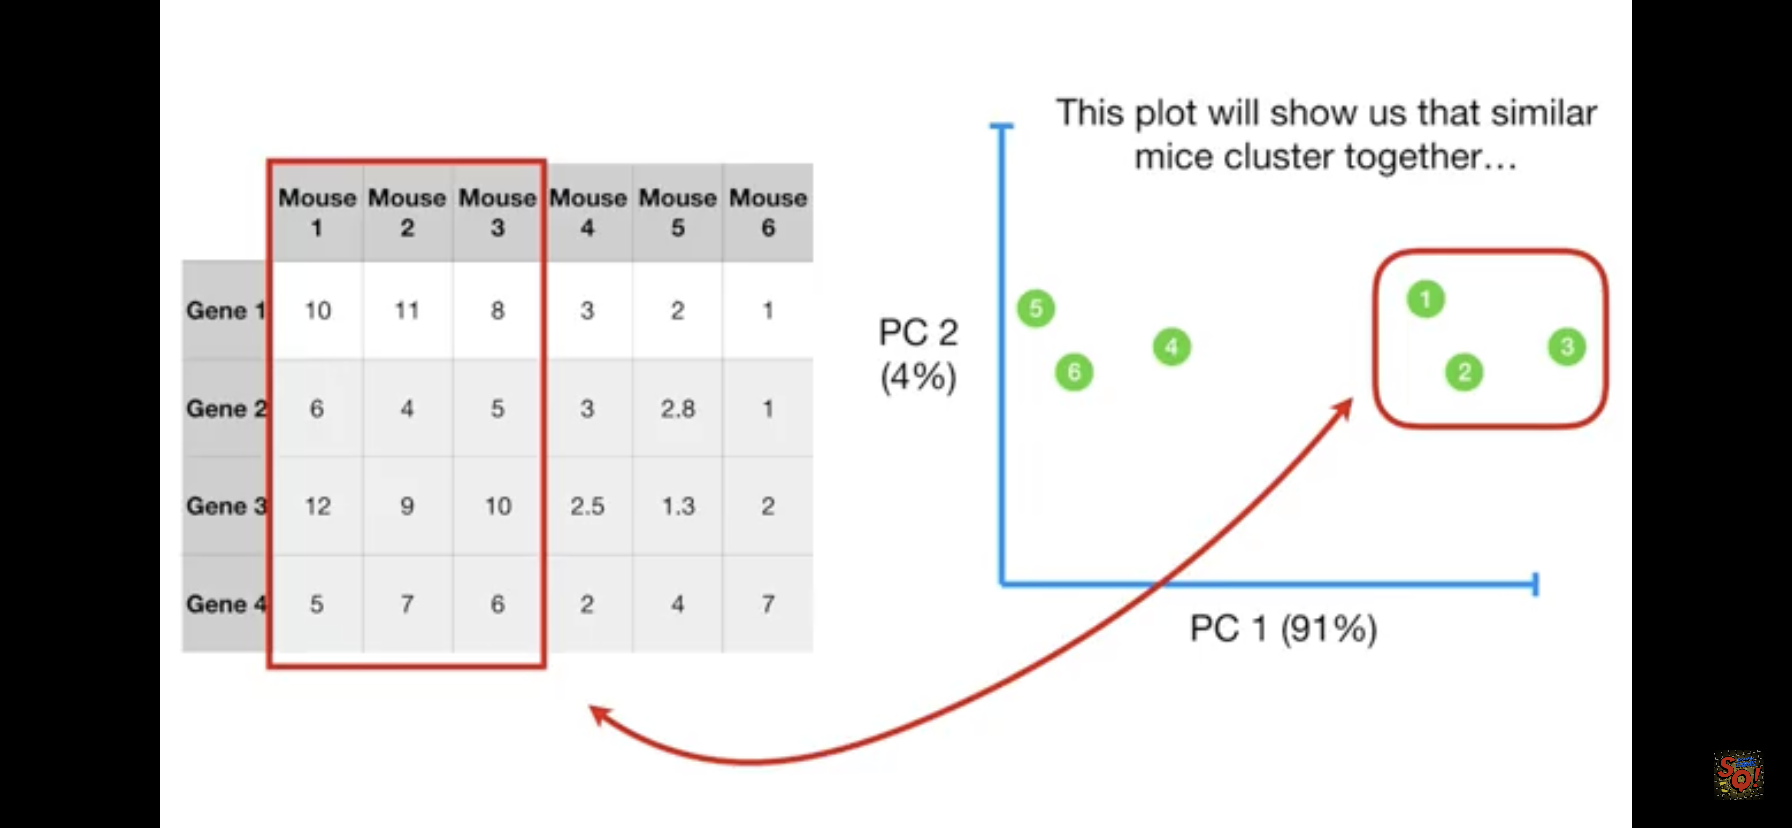 This plot will show us that similar
mice cluster together...
Mouse 1 Mouse 2 Mouse 3 Mouse 4 Mouse 5 Mouse 6
Gene 1 10 11 8 3 2 1
Gene 2 6 4 5 3 2.8 1
Gene 3 12 9 10 2.5 1.3 2
Gene 4 5 7 6 2 4 7
PC 2
(4%)
5
6
4
1
2
3
PC 1 (91%)
SQ!